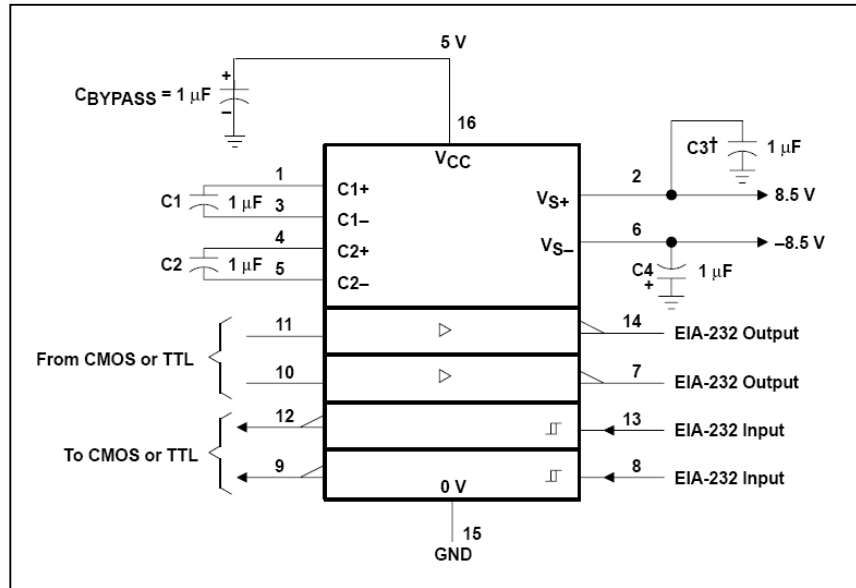 5 V
CBYPASS = 1 µF
+
–
16
VCC
C3† 1 µF
1
C1+
2
VS+
8.5 V
C1 1 µF
3
C1–
4
C2+
6
VS–
–8.5 V
C2 1 µF
5
C2–
C4 1 µF
+
11
14
EIA-232 Output
From CMOS or TTL
10
7
EIA-232 Output
12
13
EIA-232 Input
To CMOS or TTL
9
8
EIA-232 Input
0 V
15
GND